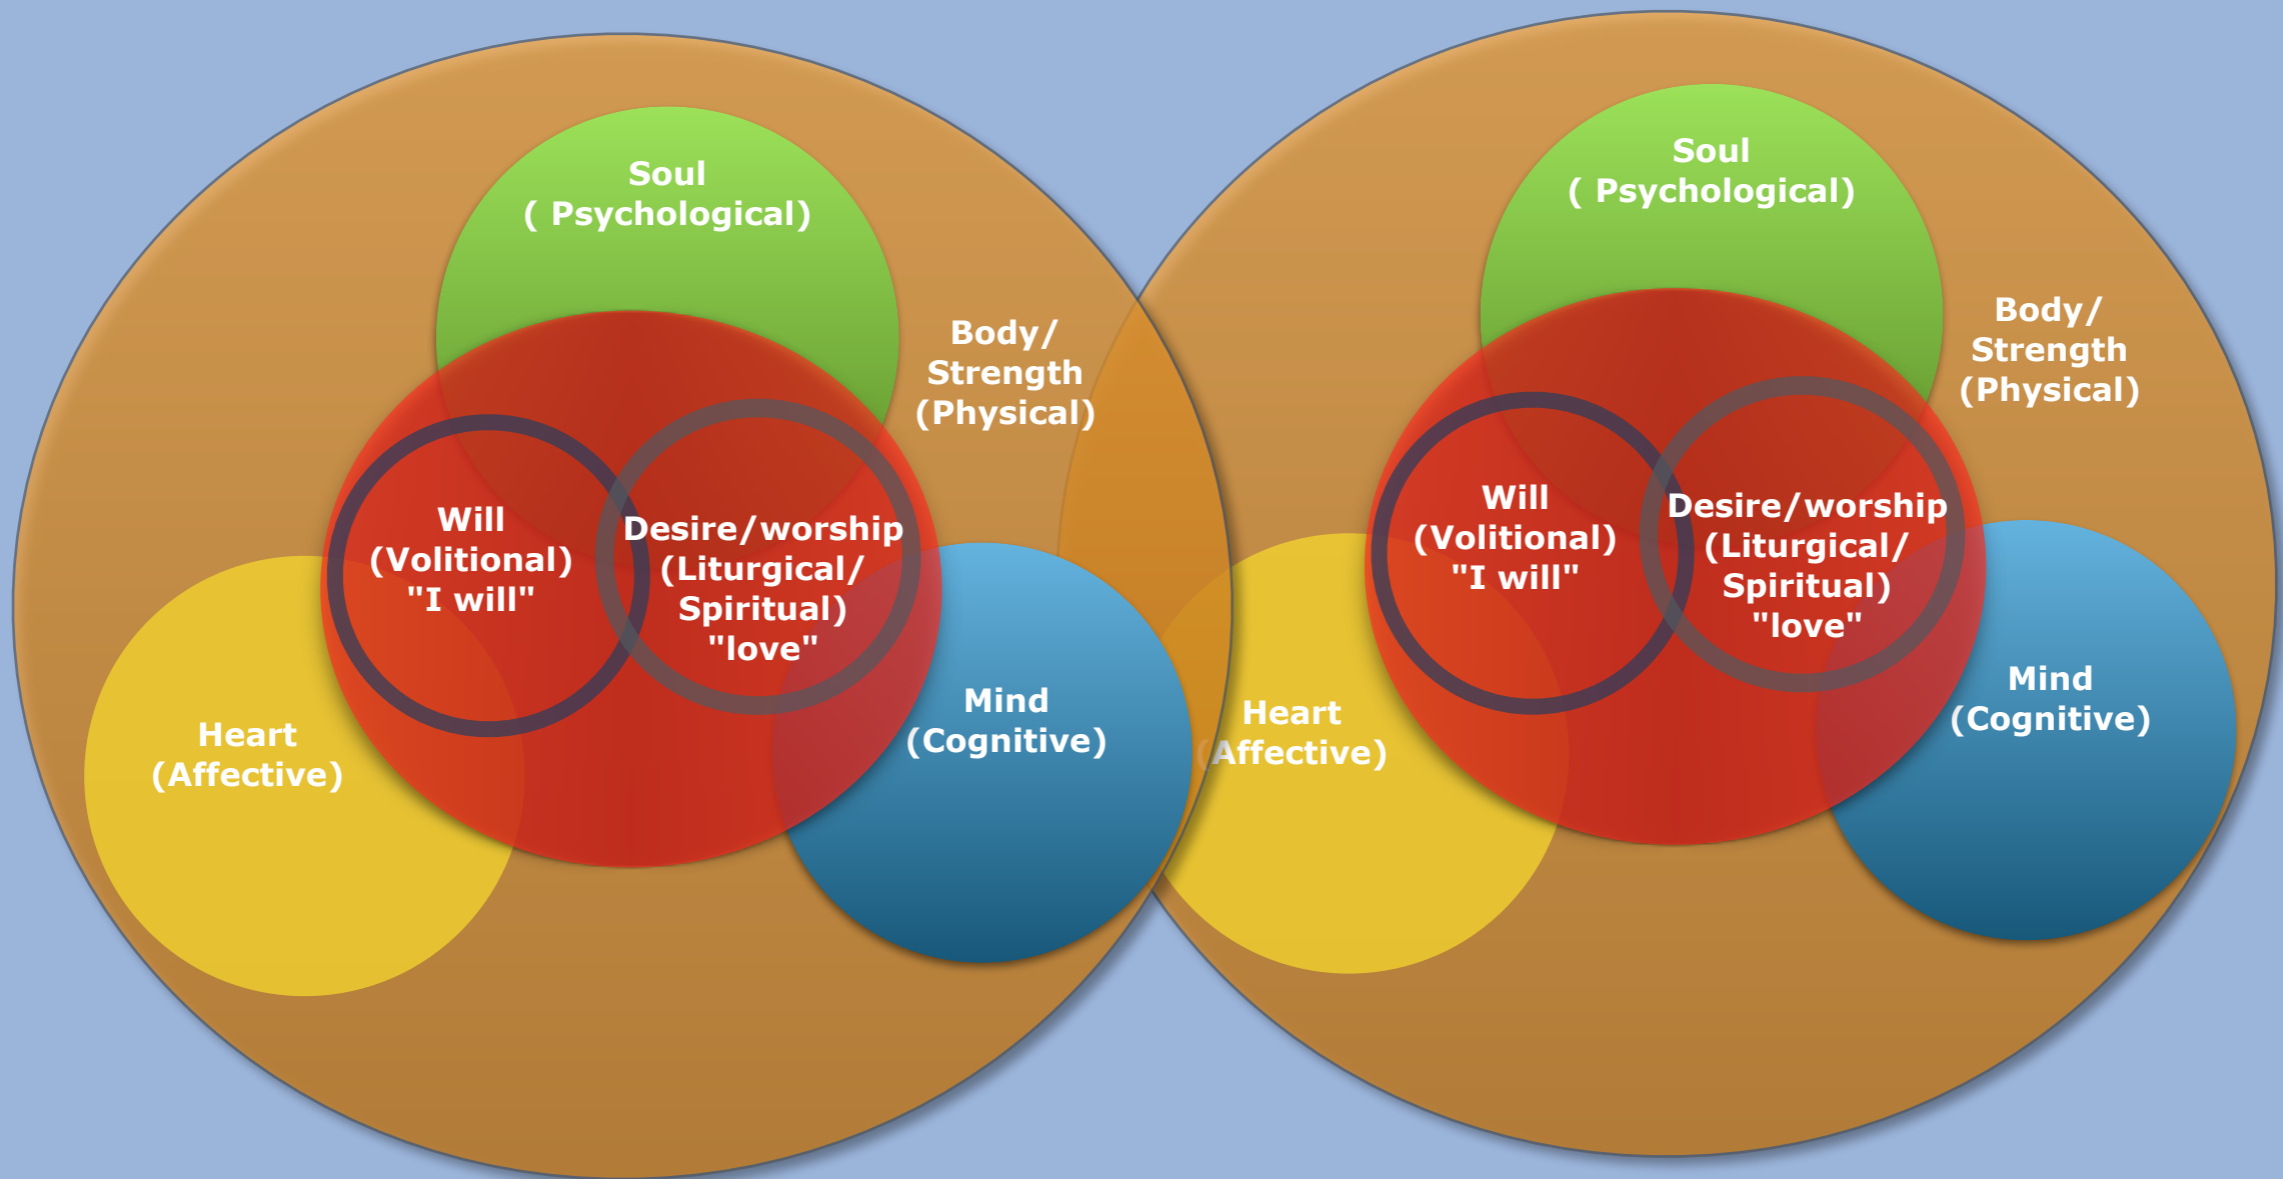 Soul
( Psychological)
Body/
Strength
(Physical)
Will
(Volitional)
"I will"
Desire/worship
(Liturgical/
Spiritual)
"love"
Heart
(Affective)
Mind
(Cognitive)
Soul
( Psychological)
Body/
Strength
(Physical)
Will
(Volitional)
"I will"
Desire/worship
(Liturgical/
Spiritual)
"love"
Heart
(Affective)
Mind
(Cognitive)